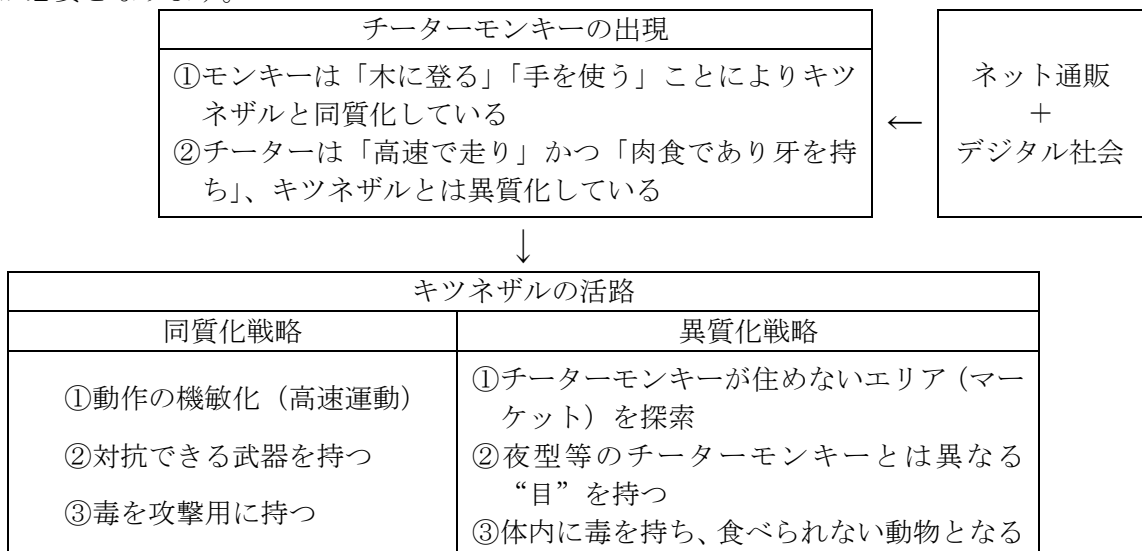 チーターモンキーの出現
①モンキーは「木に登る」「手を使う」ことによりキツ
ネザルと同質化している
②チーターは「高速で走り」かつ「肉食であり牙を持
ち」、キツネザルとは異質化している
←
ネット通販
＋
デジタル社会
↓
キツネザルの活路
同質化戦略
異質化戦略
①動作の機敏化（高速運動）
②対抗できる武器を持つ
③毒を攻撃用に持つ
①チーターモンキーが住めないエリア（マー
ケット）を探索
②夜型等のチーターモンキーとは異なる
“目”を持つ
③体内に毒を持ち、食べられない動物となる